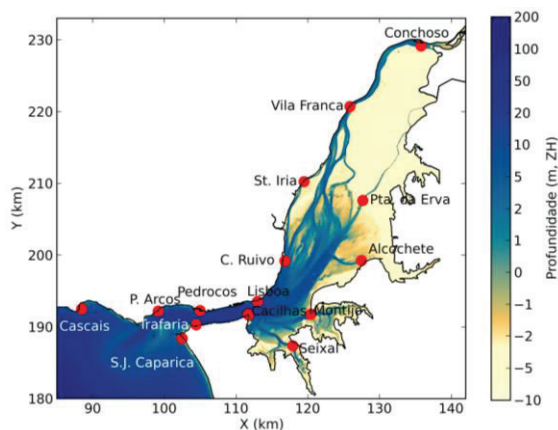 230
220
210
200
190
180
Y (km)
90
100
110
120
130
140
X (km)
Conchoso
Vila Franca
St. Iria
Pta. da Erva
C. Ruivo
Alcochete
Lisboa
Pedrocos
P. Arcos
Cacilhas
Montijo
Cascais
Trafaria
S.J. Caparica
Seixal
200
100
50
20
10
5
2
1
0
−1
−2
−5
−10
Profundidade (m, ZH)